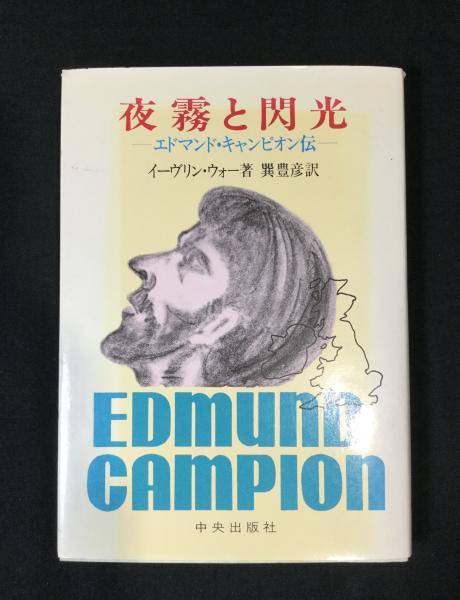 夜霧と閃光
―エドマンド・キャンピオン伝―
イーヴリン・ウォー著 巽豊彦訳
EDMUND
CAMPION
中央出版社